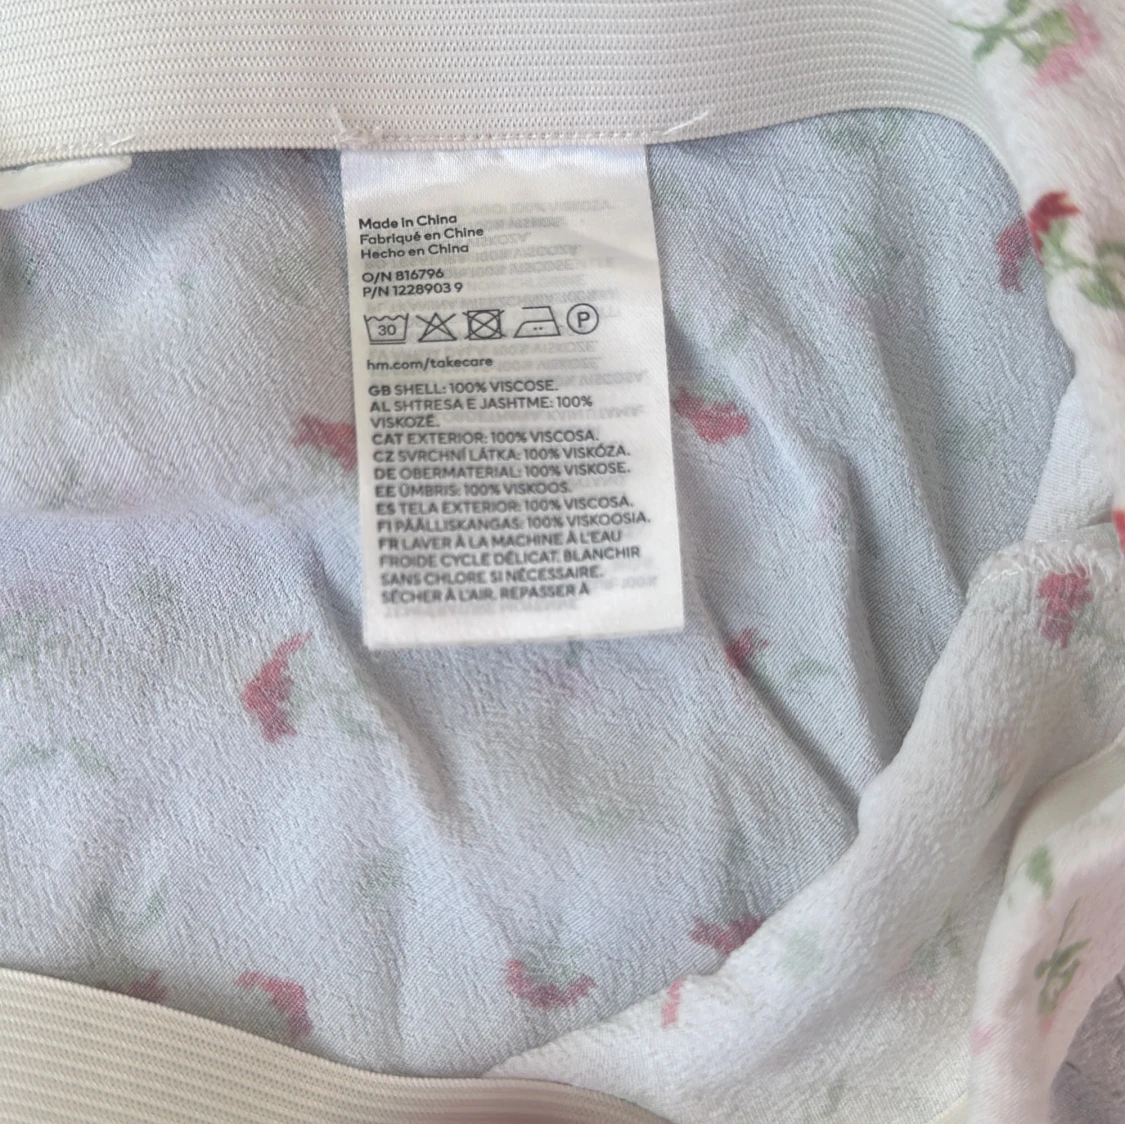 Made in China
Fabriqué en Chine
Hecho en China
O/N 816796
P/N 1228903 9
30
P
hm.com/takecare
GB SHELL: 100% VISCOSE.
AL SHTRESA E JASHTME: 100%
VISKOZË.
CAT EXTERIOR: 100% VISCOSA.
CZ SVRCHNÍ LÁTKA: 100% VISKÓZA.
DE OBERMATERIAL: 100% VISKOSE.
EE ÜMBRIS: 100% VISKOOS.
ES TELA EXTERIOR: 100% VISCOSA.
FI PÄÄLLISKANGAS: 100% VISKOOSIA.
FR LAVER À LA MACHINE À L'EAU
FROIDE CYCLE DÉLICAT. BLANCHIR
SANS CHLORE SI NÉCESSAIRE.
SÉCHER À L'AIR. REPASSER À